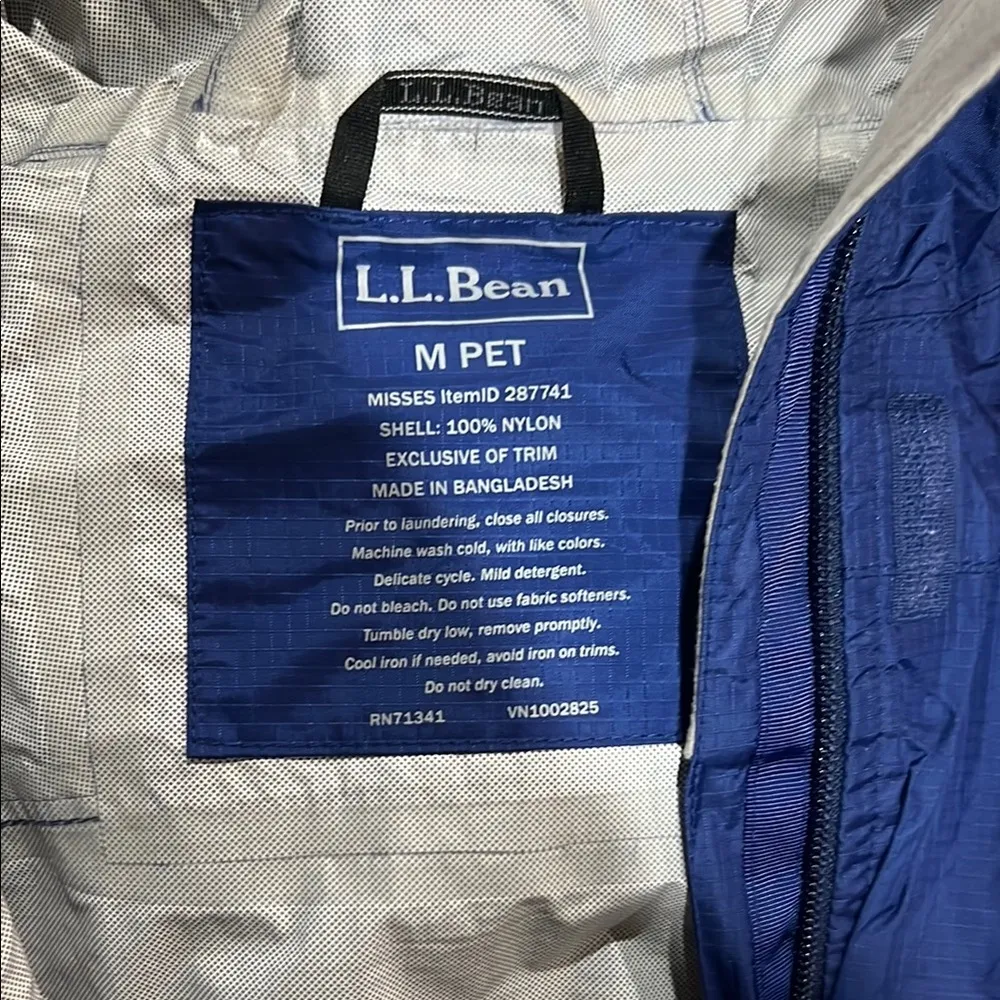 L.L.Bean
L.L.Bean
M PET
MISSES ItemID 287741
SHELL: 100% NYLON
EXCLUSIVE OF TRIM
MADE IN BANGLADESH
Prior to laundering, close all closures.
Machine wash cold, with like colors.
Delicate cycle. Mild detergent.
Do not bleach. Do not use fabric softeners.
Tumble dry low, remove promptly.
Cool iron if needed, avoid iron on trims.
Do not dry clean.
RN71341 VN1002825